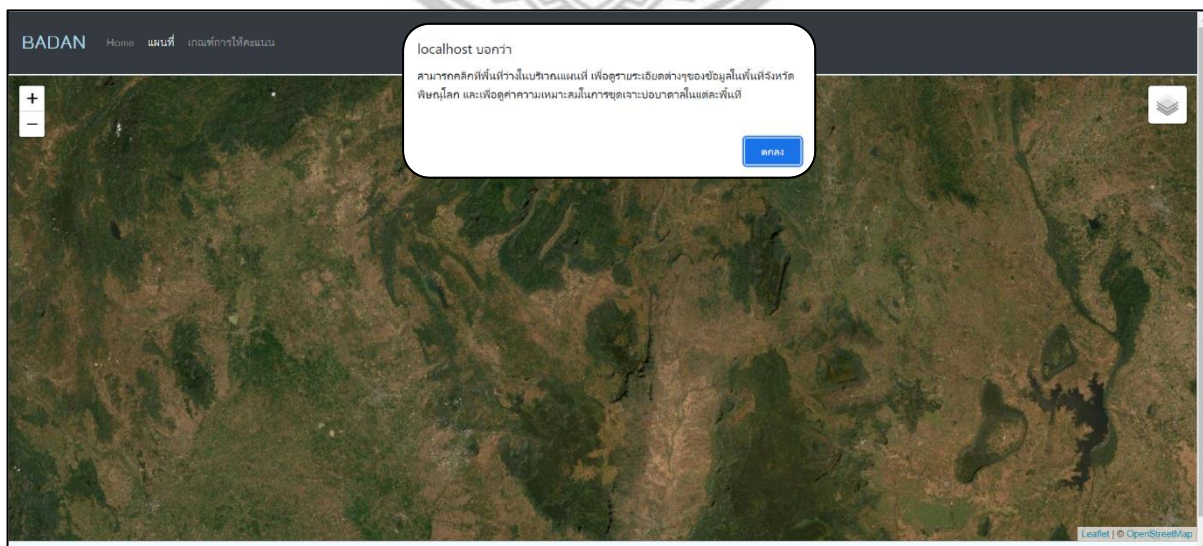 BADAN Home แผนที่ เกณฑ์การให้คะแนน
localhost บอกว่า
สามารถคลิกที่พื้นที่ว่างในบริเวณแผนที่ เพื่อดูรายระเอียดต่างๆของข้อมูลในพื้นที่จังหวัด
พิษณุโลก และเพื่อดูค่าความเหมาะสมในการขุดเจาะบ่อบาดาลในแต่ละพื้นที่
ตกลง
+
−
Leaflet | © OpenStreetMap